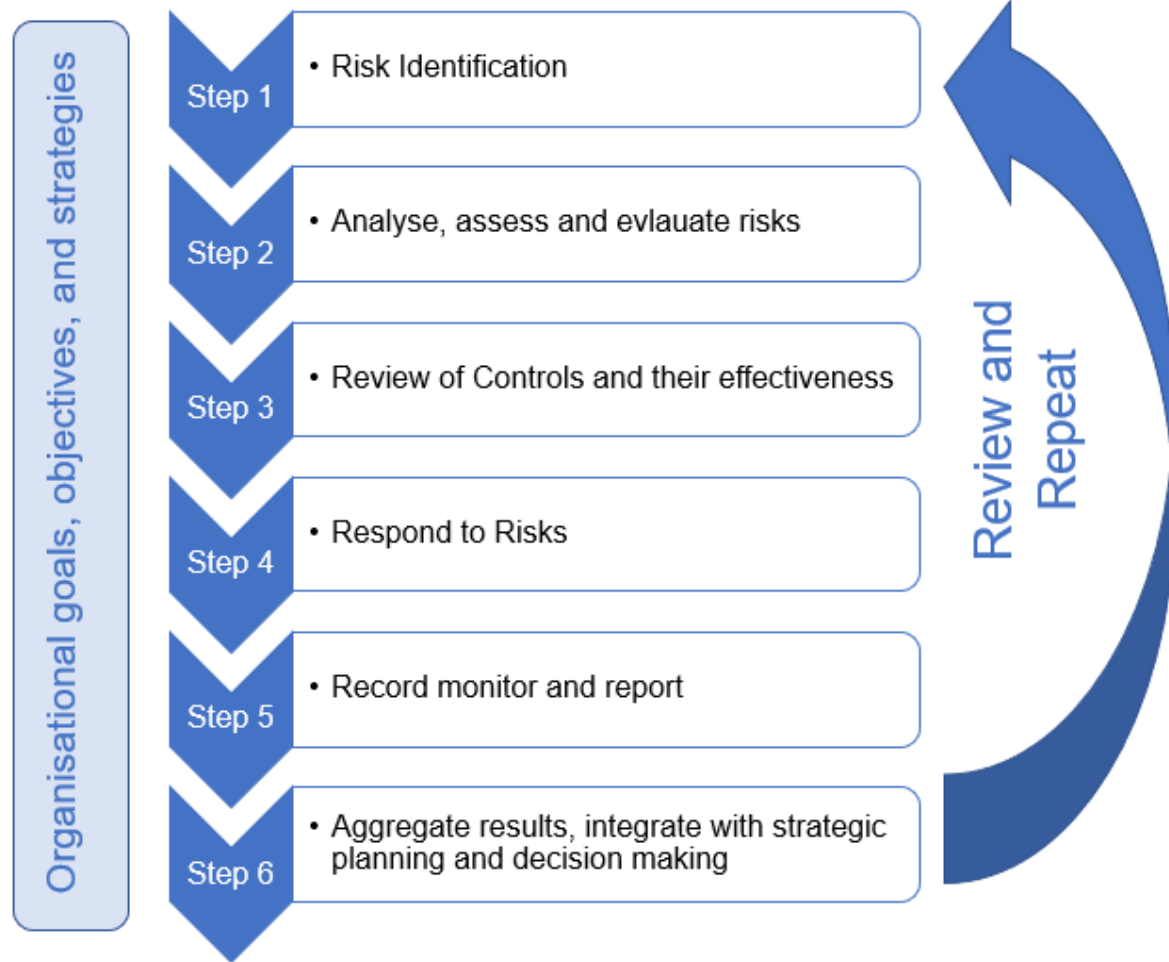 Organisational goals, objectives, and strategies
Step 1
• Risk Identification
Step 2
• Analyse, assess and evlauate risks
Step 3
• Review of Controls and their effectiveness
Step 4
• Respond to Risks
Step 5
• Record monitor and report
Step 6
• Aggregate results, integrate with strategic
planning and decision making
Review and
Repeat